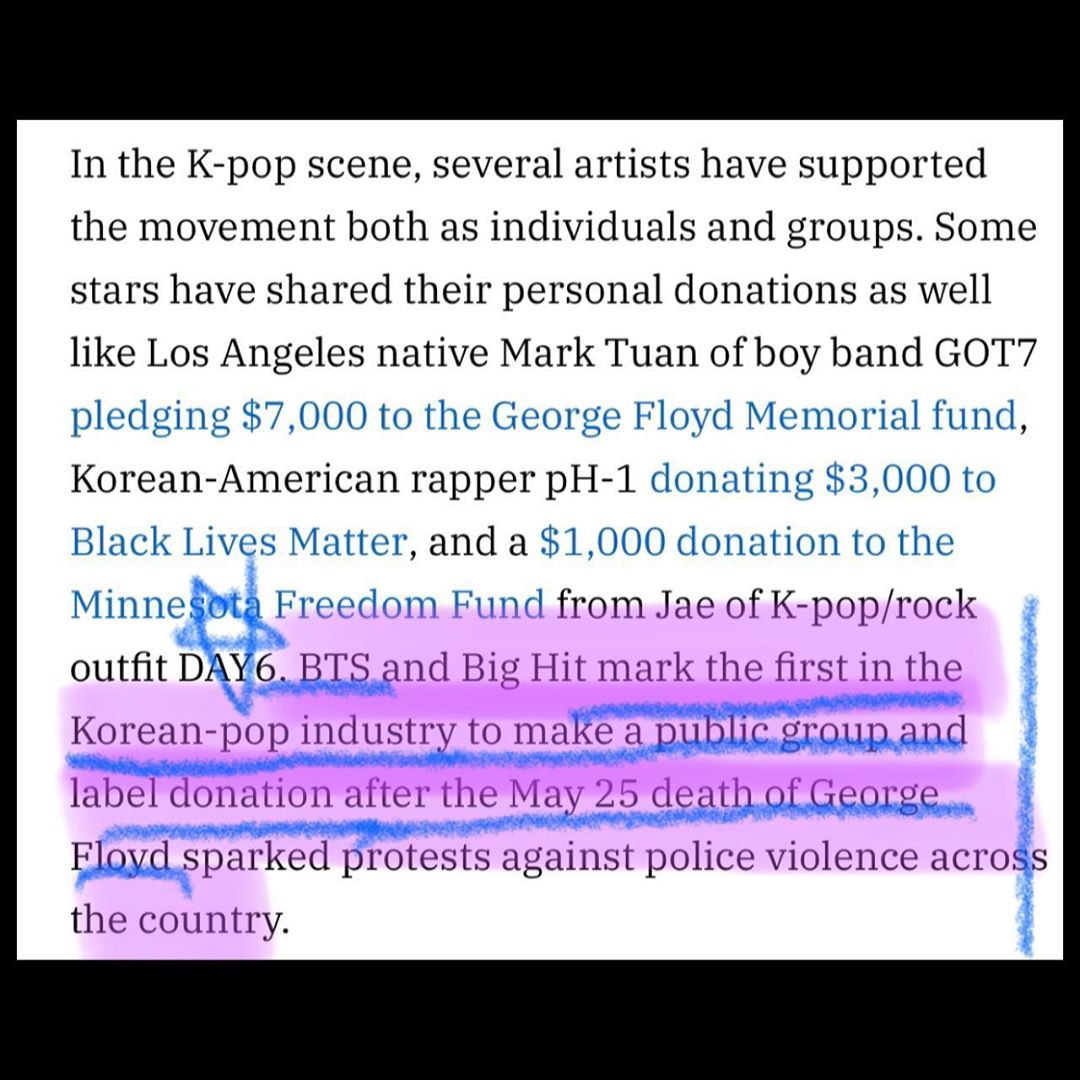 In the K-pop scene, several artists have supported
the movement both as individuals and groups. Some
stars have shared their personal donations as well
like Los Angeles native Mark Tuan of boy band GOT7
pledging $7,000 to the George Floyd Memorial fund,
Korean-American rapper pH-1 donating $3,000 to
Black Lives Matter, and a $1,000 donation to the
Minnesota Freedom Fund from Jae of K-pop/rock
outfit DAY6. BTS and Big Hit mark the first in the
Korean-pop industry to make a public group and
label donation after the May 25 death of George
Floyd sparked protests against police violence across
the country.